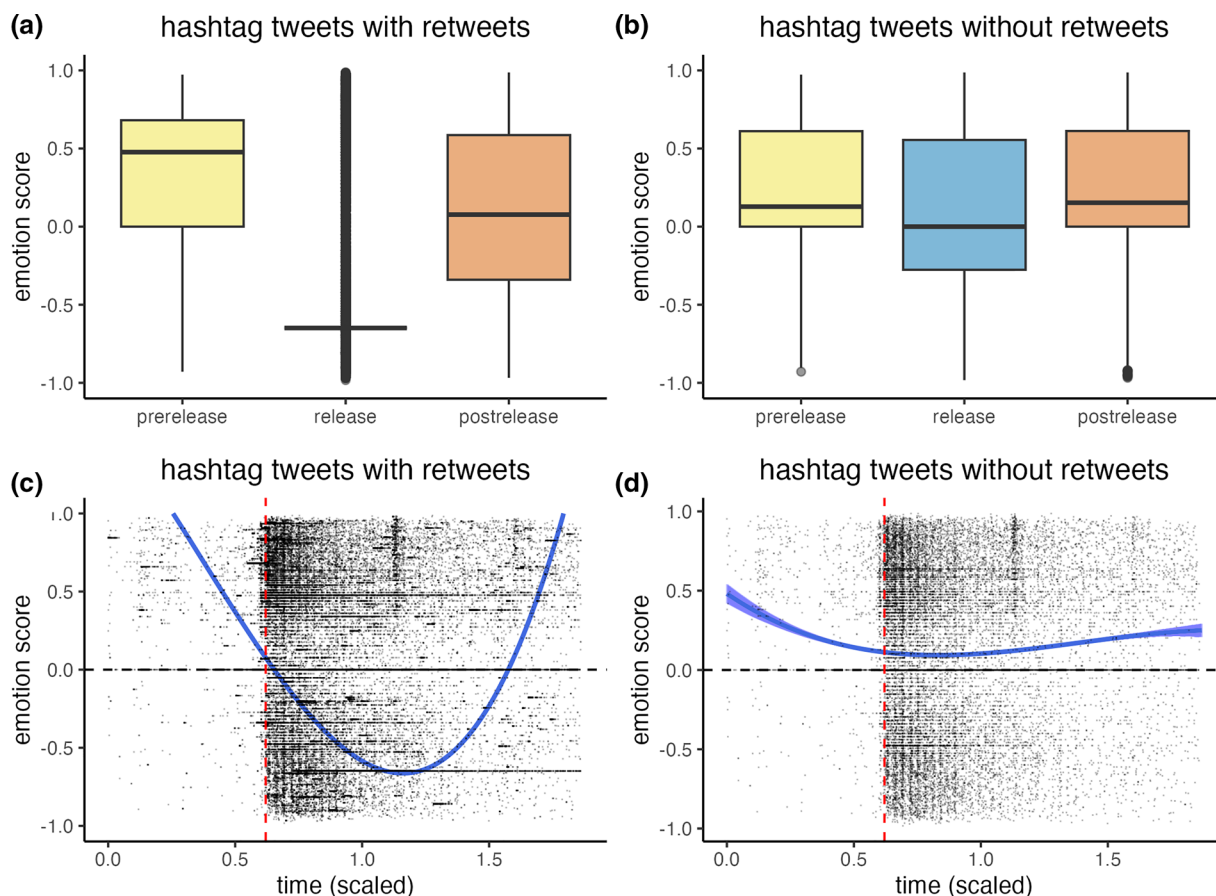 (a) hashtag tweets with retweets
1.0
0.5
0.0
-0.5
-1.0
emotion score
prerelease release postrelease
(b) hashtag tweets without retweets
1.0
0.5
0.0
-0.5
-1.0
emotion score
prerelease release postrelease
(c) hashtag tweets with retweets
1.0
0.5
0.0
-0.5
-1.0
emotion score
0.0 0.5 1.0 1.5
time (scaled)
(d) hashtag tweets without retweets
1.0
0.5
0.0
-0.5
-1.0
emotion score
0.0 0.5 1.0 1.5
time (scaled)